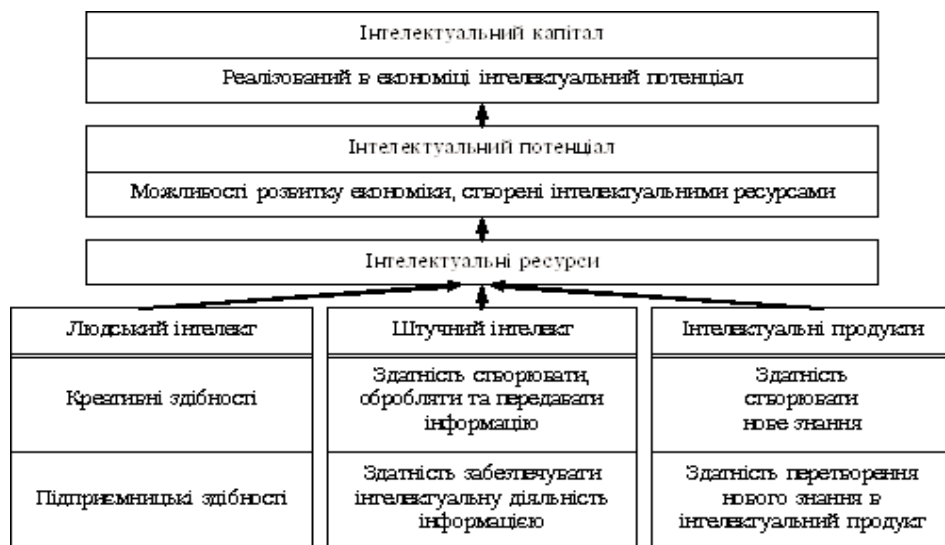 Інтелектуальний капітал
Реалізований в економіці інтелектуальний потенціал
Інтелектуальний потенціал
Можливості розвитку економіки, створені інтелектуальними ресурсами
Інтелектуальні ресурси
Людський інтелект
Креативні здібності
Підприємницькі здібності
Штучний інтелект
Здатність створювати,
обробляти та передавати
інформацію
Здатність забезпечувати
інтелектуальну діяльність
інформацією
Інтелектуальні продукти
Здатність
створювати
нове знання
Здатність перетворення
нового знання в
інтелектуальний продукт